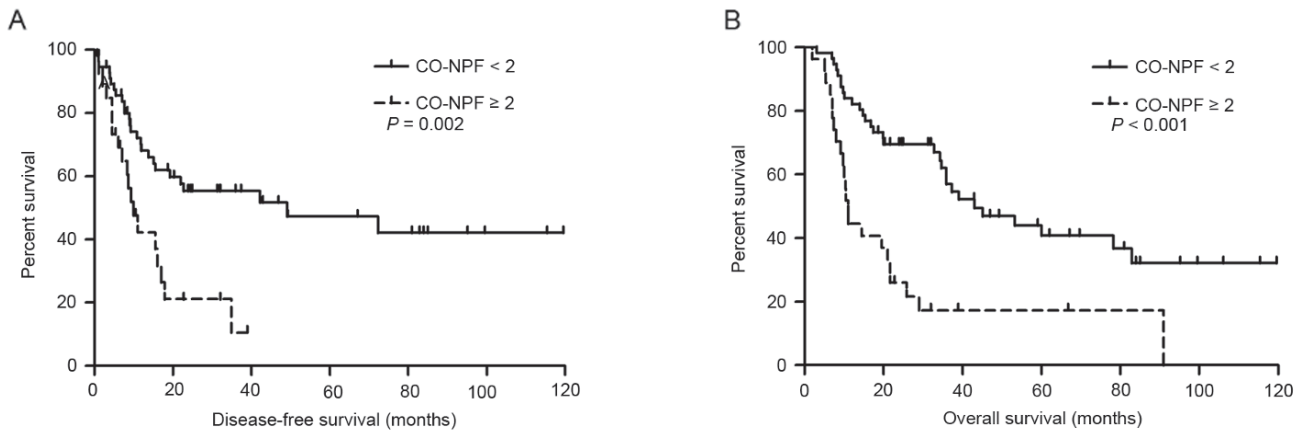 A
100
80
60
40
20
0
Percent survival
CO-NPF < 2
CO-NPF ≥ 2
P = 0.002
0 20 40 60 80 100 120
Disease-free survival (months)
B
100
80
60
40
20
0
Percent survival
CO-NPF < 2
CO-NPF ≥ 2
P < 0.001
0 20 40 60 80 100 120
Overall survival (months)